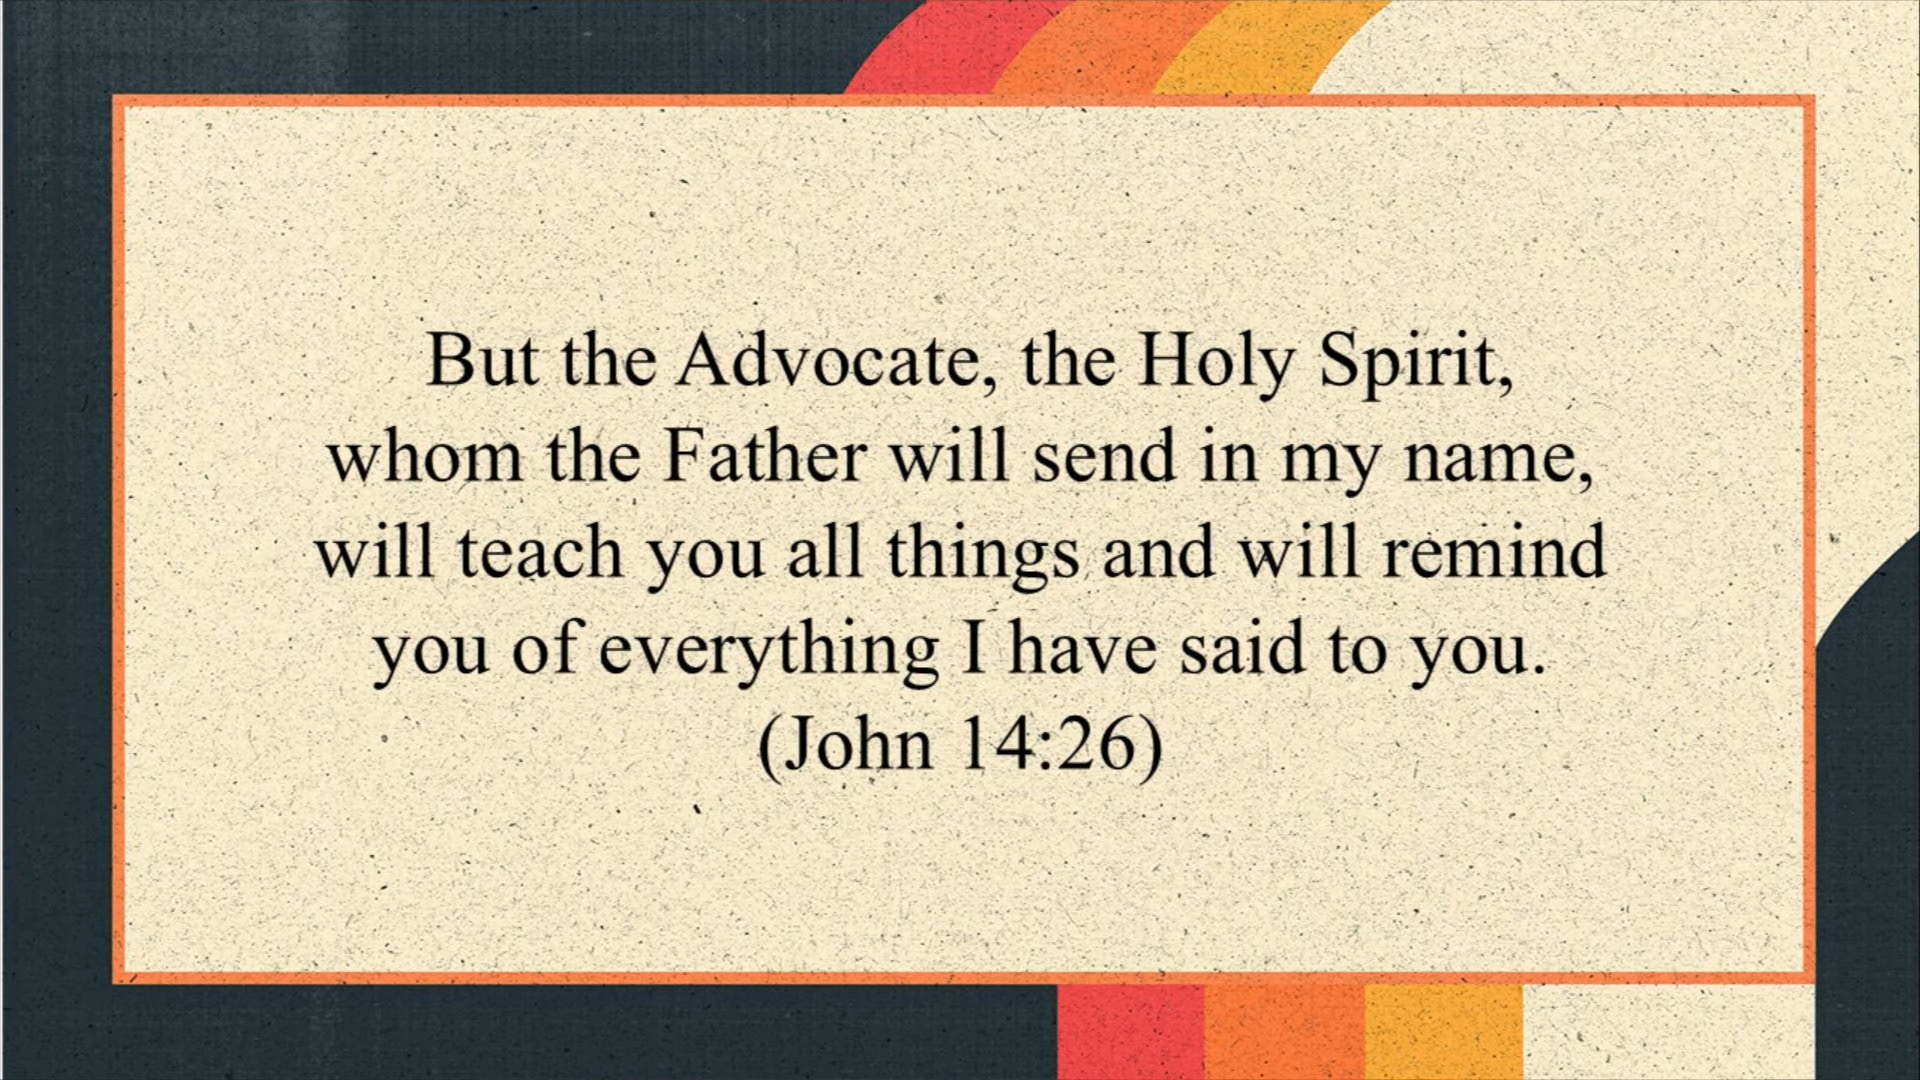 But the Advocate, the Holy Spirit,
whom the Father will send in my name,
will teach you all things and will remind
you of everything I have said to you.
(John 14:26)